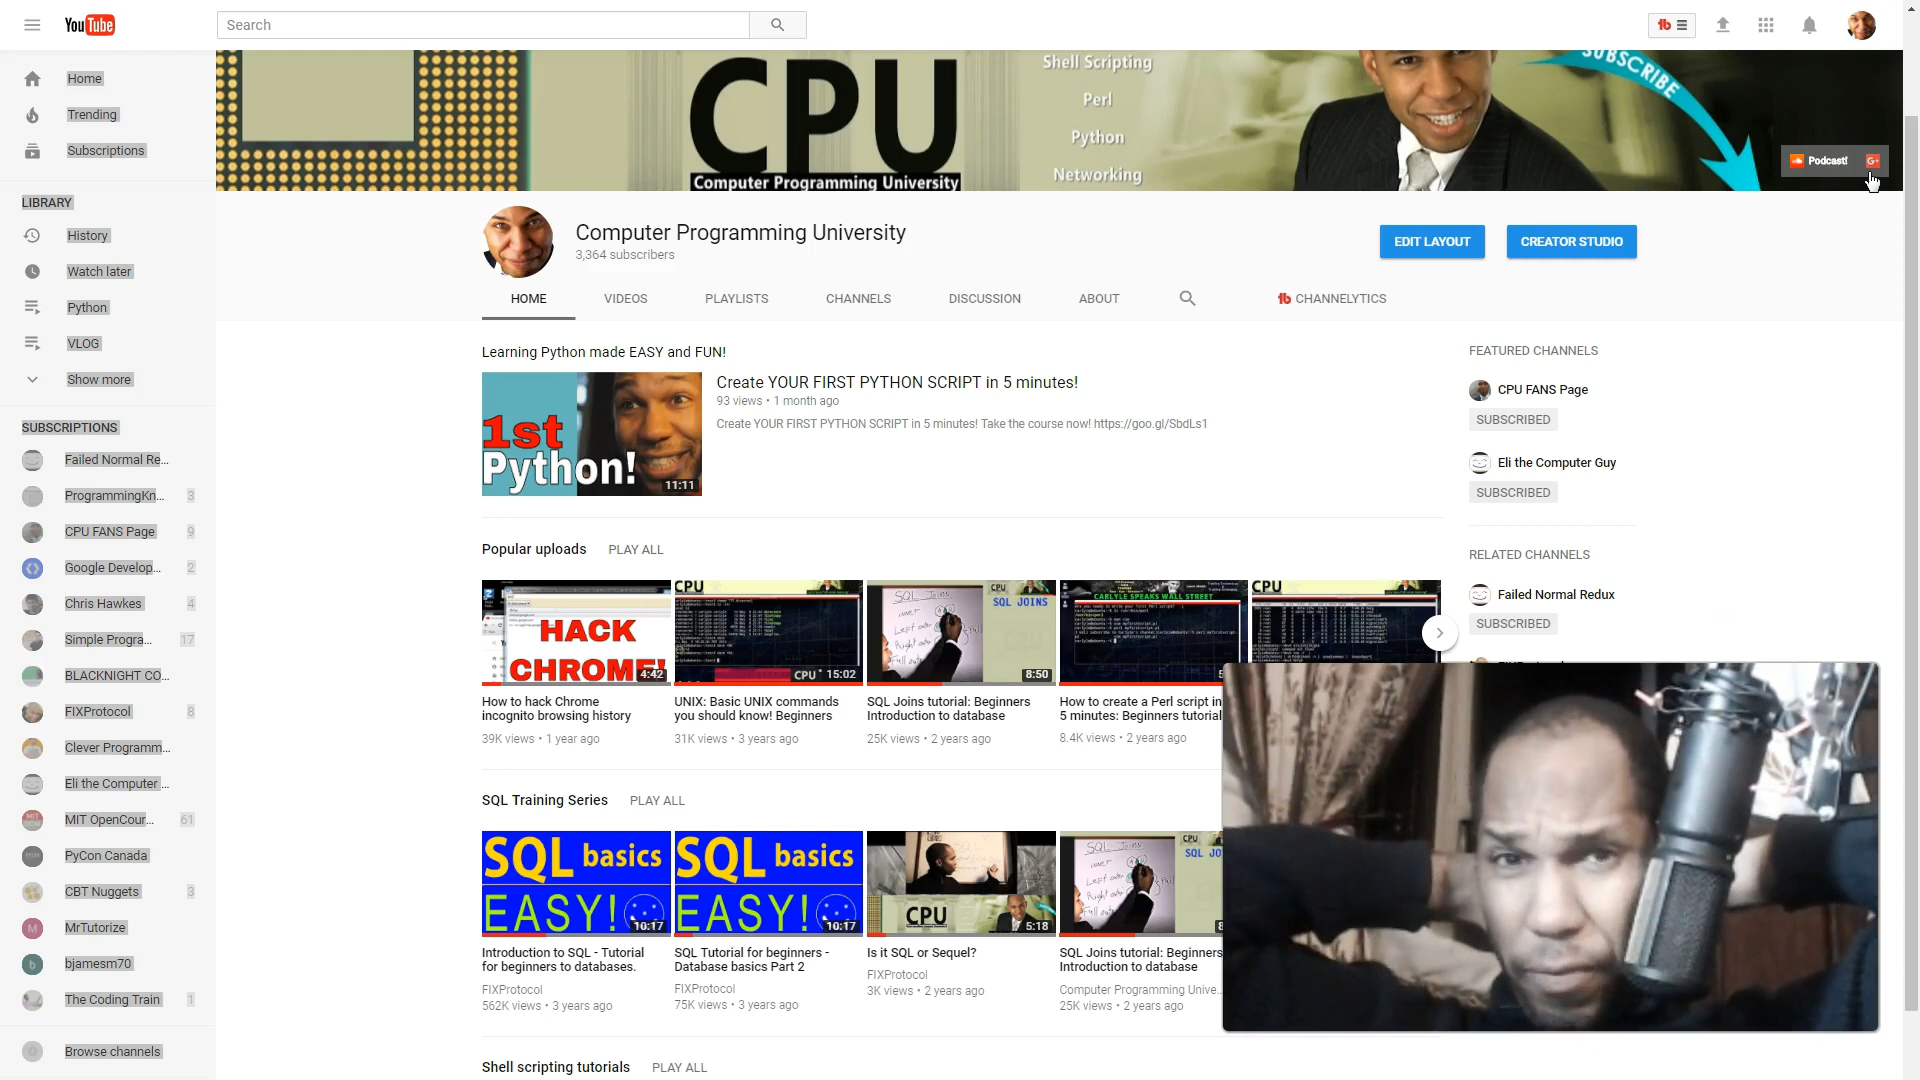 YouTube
Search
Home
Trending
Subscriptions
LIBRARY
History
Watch later
Python
VLOG
Show more
SUBSCRIPTIONS
Failed Normal Re...
ProgrammingKn... 3
CPU FANS Page 9
Google Develop... 2
Chris Hawkes 4
Simple Progra... 17
BLACKNIGHT CO...
FIXProtocol 8
Clever Programm...
Eli the Computer ...
MIT OpenCour... 61
PyCon Canada
CBT Nuggets 3
MrTutorize
bjamesm70
The Coding Train 1
Browse channels
CPU
Computer Programming University
Shell Scripting
Perl
Python
Networking
SUBSCRIBE
Podcast!
Computer Programming University
3,364 subscribers
EDIT LAYOUT
CREATOR STUDIO
HOME VIDEOS PLAYLISTS CHANNELS DISCUSSION ABOUT CHANNELYTICS
Learning Python made EASY and FUN!
1st
Python!
11:11
Create YOUR FIRST PYTHON SCRIPT in 5 minutes!
93 views • 1 month ago
Create YOUR FIRST PYTHON SCRIPT in 5 minutes! Take the course now! https://goo.gl/SbdLs1
FEATURED CHANNELS
CPU FANS Page
SUBSCRIBED
Eli the Computer Guy
SUBSCRIBED
RELATED CHANNELS
Failed Normal Redux
SUBSCRIBED
Popular uploads PLAY ALL
HACK
CHROME!
4:42
How to hack Chrome
incognito browsing history
39K views • 1 year ago
CPU
CPU
15:02
UNIX: Basic UNIX commands
you should know! Beginners
31K views • 3 years ago
SQL Joins
CPU
SQL JOINS
8:50
SQL Joins tutorial: Beginners
Introduction to database
25K views • 2 years ago
CARLYLE SPEAKS WALL STREET
How to create a Perl script in
5 minutes: Beginners tutorial
8.4K views • 2 years ago
CPU
SQL Training Series PLAY ALL
SQL basics
EASY!
10:17
Introduction to SQL - Tutorial
for beginners to databases.
FIXProtocol
562K views • 3 years ago
SQL basics
EASY!
10:17
SQL Tutorial for beginners -
Database basics Part 2
FIXProtocol
75K views • 3 years ago
CPU
5:18
Is it SQL or Sequel?
FIXProtocol
3K views • 2 years ago
SQL Joins
CPU
SQL JO
SQL Joins tutorial: Beginners
Introduction to database
Computer Programming Unive...
25K views • 2 years ago
Shell scripting tutorials PLAY ALL